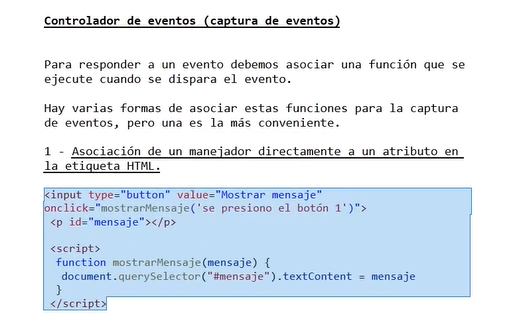 Controlador de eventos (captura de eventos)
Para responder a un evento debemos asociar una función que se
ejecute cuando se dispara el evento.
Hay varias formas de asociar estas funciones para la captura
de eventos, pero una es la más conveniente.
1 - Asociación de un manejador directamente a un atributo en
la etiqueta HTML.
<input type="button" value="Mostrar mensaje"
onclick="mostrarMensaje('se presiono el botón 1')">
<p id="mensaje"></p>
<script>
function mostrarMensaje(mensaje) {
document.querySelector("#mensaje").textContent = mensaje
}
</script>